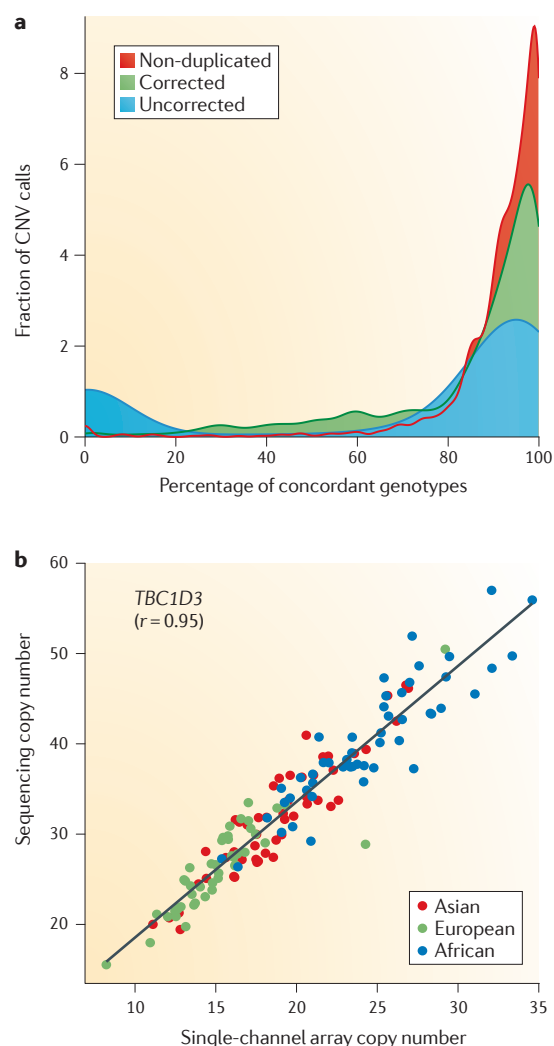 a
Non-duplicated
Corrected
Uncorrected
Fraction of CNV calls
8
6
4
2
0
0 20 40 60 80 100
Percentage of concordant genotypes
b
TBC1D3
(r = 0.95)
Sequencing copy number
60
50
40
30
20
Asian
European
African
10 15 20 25 30 35
Single-channel array copy number